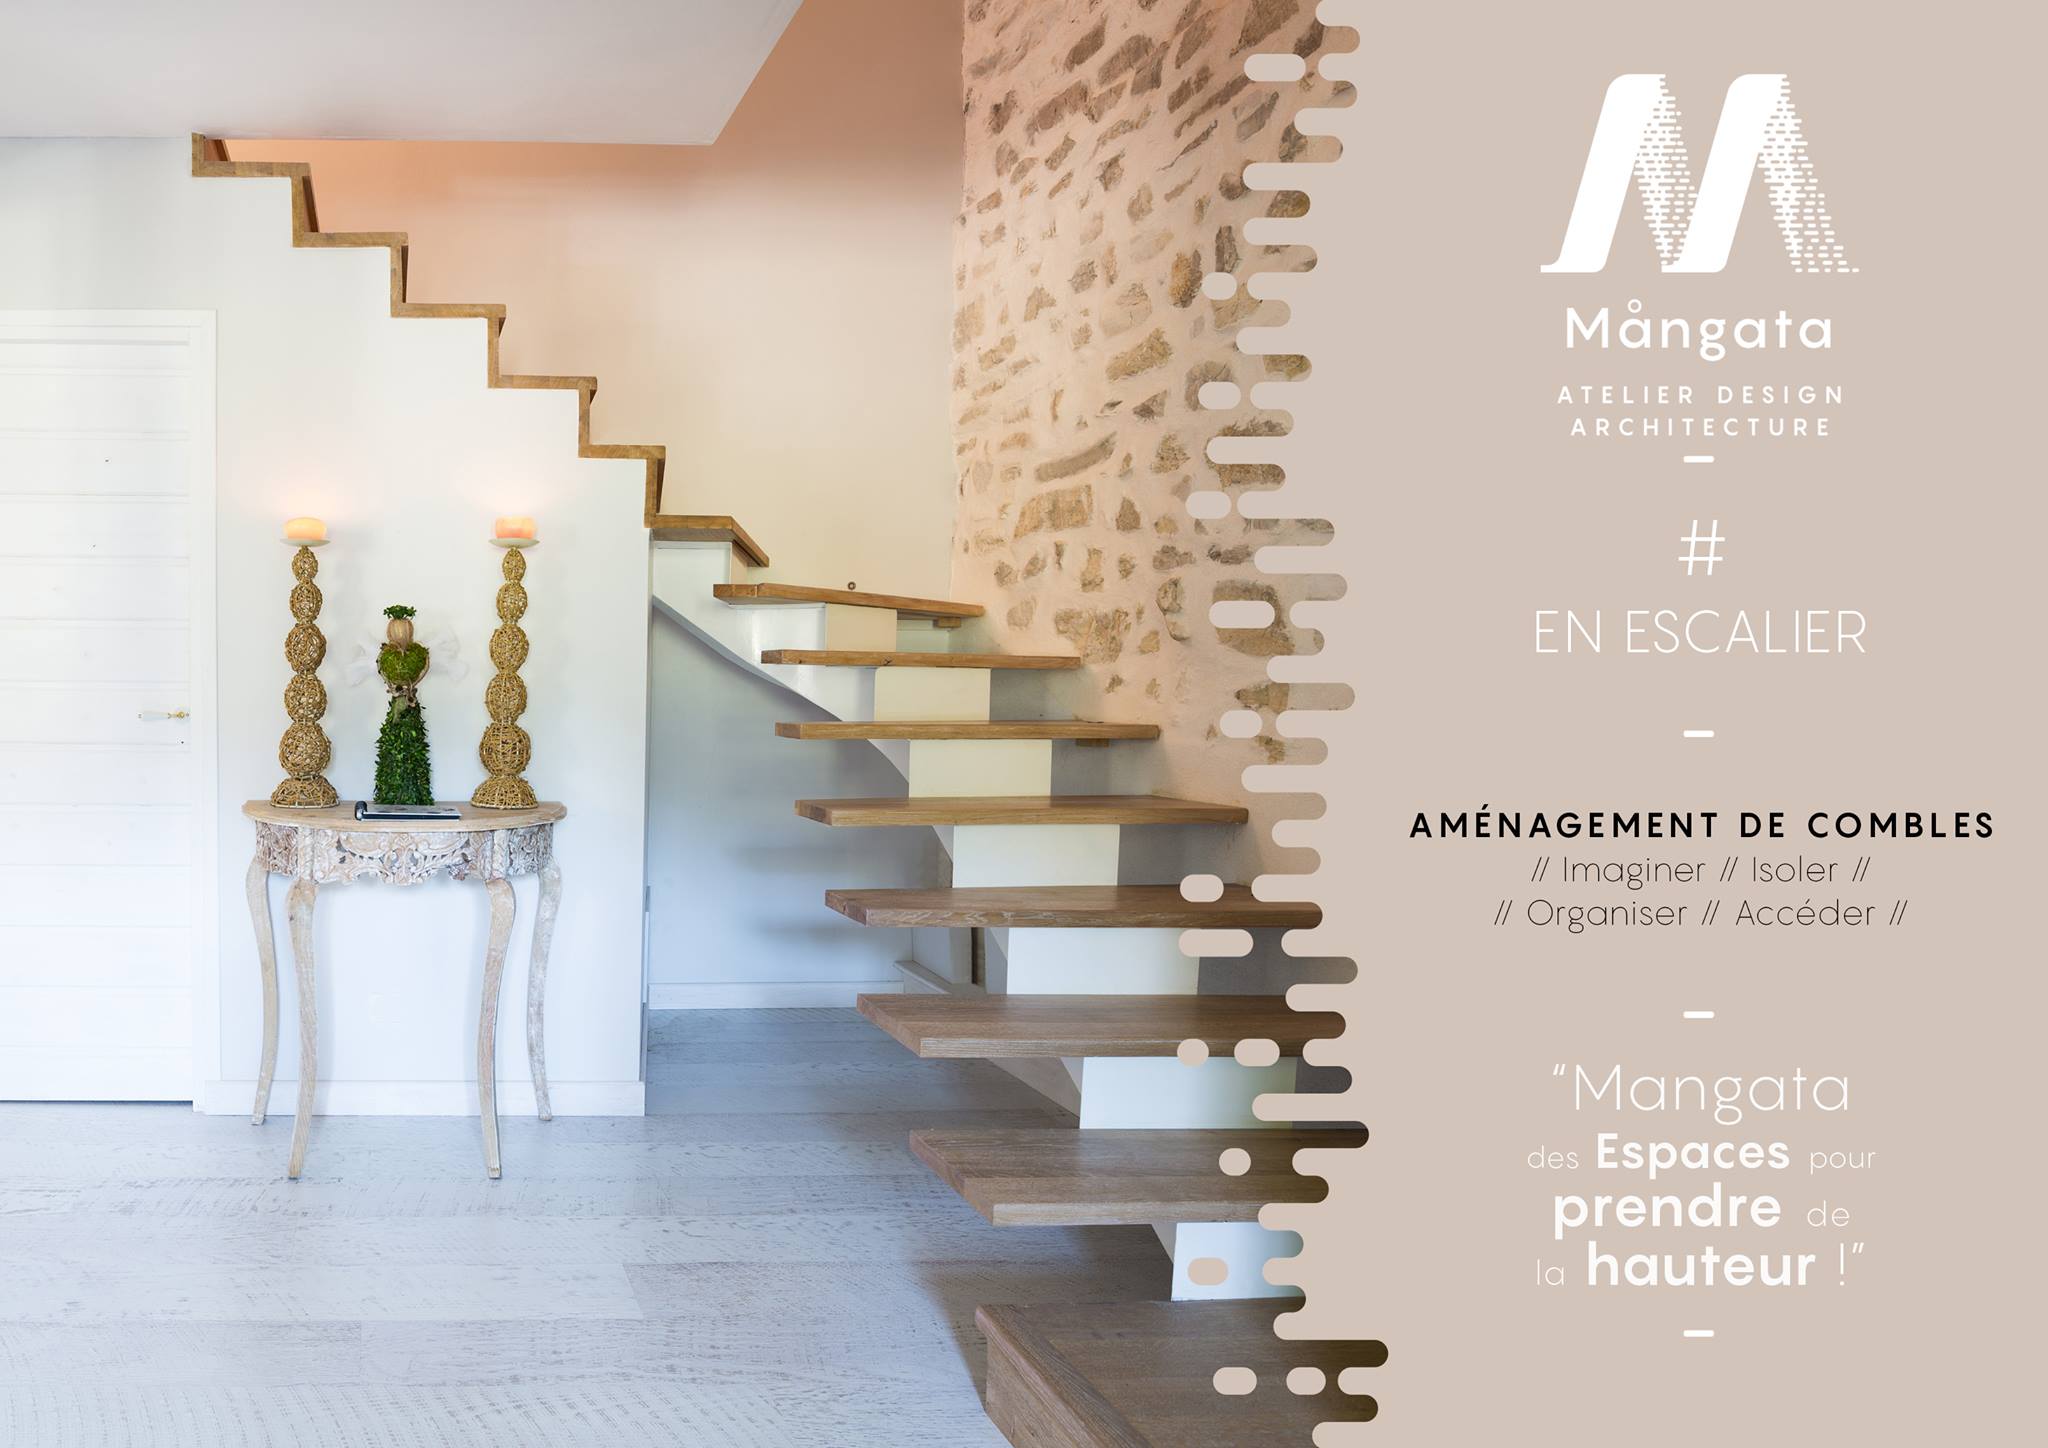 Mångata
ATELIER DESIGN
ARCHITECTURE
#
EN ESCALIER
AMÉNAGEMENT DE COMBLES
// Imaginer // Isoler //
// Organiser // Accéder //
“Mangata
des Espaces pour
prendre de
la hauteur !”